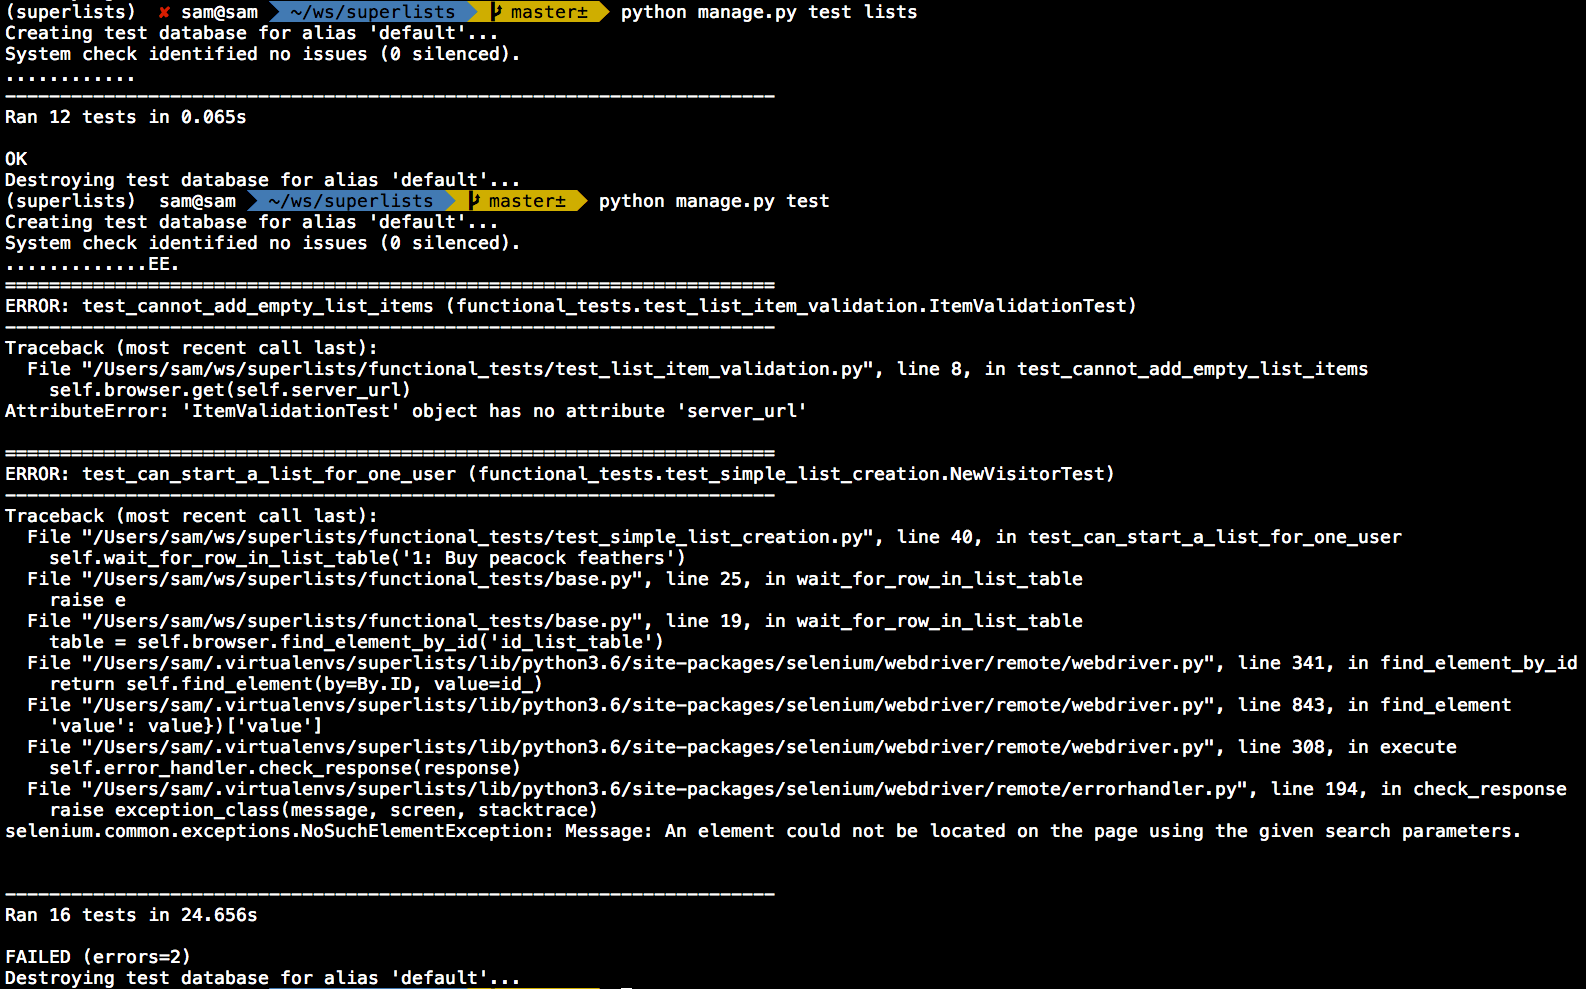 (superlists) ✘ sam@sam ~/ws/superlists master± python manage.py test lists
Creating test database for alias 'default'...
System check identified no issues (0 silenced).
............
----------------------------------------------------------------------
Ran 12 tests in 0.065s
OK
Destroying test database for alias 'default'...
(superlists) sam@sam ~/ws/superlists master± python manage.py test
Creating test database for alias 'default'...
System check identified no issues (0 silenced).
.............EE.
======================================================================
ERROR: test_cannot_add_empty_list_items (functional_tests.test_list_item_validation.ItemValidationTest)
----------------------------------------------------------------------
Traceback (most recent call last):
  File "/Users/sam/ws/superlists/functional_tests/test_list_item_validation.py", line 8, in test_cannot_add_empty_list_items
    self.browser.get(self.server_url)
AttributeError: 'ItemValidationTest' object has no attribute 'server_url'
======================================================================
ERROR: test_can_start_a_list_for_one_user (functional_tests.test_simple_list_creation.NewVisitorTest)
----------------------------------------------------------------------
Traceback (most recent call last):
  File "/Users/sam/ws/superlists/functional_tests/test_simple_list_creation.py", line 40, in test_can_start_a_list_for_one_user
    self.wait_for_row_in_list_table('1: Buy peacock feathers')
  File "/Users/sam/ws/superlists/functional_tests/base.py", line 25, in wait_for_row_in_list_table
    raise e
  File "/Users/sam/ws/superlists/functional_tests/base.py", line 19, in wait_for_row_in_list_table
    table = self.browser.find_element_by_id('id_list_table')
  File "/Users/sam/.virtualenvs/superlists/lib/python3.6/site-packages/selenium/webdriver/remote/webdriver.py", line 341, in find_element_by_id
    return self.find_element(by=By.ID, value=id_)
  File "/Users/sam/.virtualenvs/superlists/lib/python3.6/site-packages/selenium/webdriver/remote/webdriver.py", line 843, in find_element
    'value': value})['value']
  File "/Users/sam/.virtualenvs/superlists/lib/python3.6/site-packages/selenium/webdriver/remote/webdriver.py", line 308, in execute
    self.error_handler.check_response(response)
  File "/Users/sam/.virtualenvs/superlists/lib/python3.6/site-packages/selenium/webdriver/remote/errorhandler.py", line 194, in check_response
    raise exception_class(message, screen, stacktrace)
selenium.common.exceptions.NoSuchElementException: Message: An element could not be located on the page using the given search parameters.
----------------------------------------------------------------------
Ran 16 tests in 24.656s
FAILED (errors=2)
Destroying test database for alias 'default'...